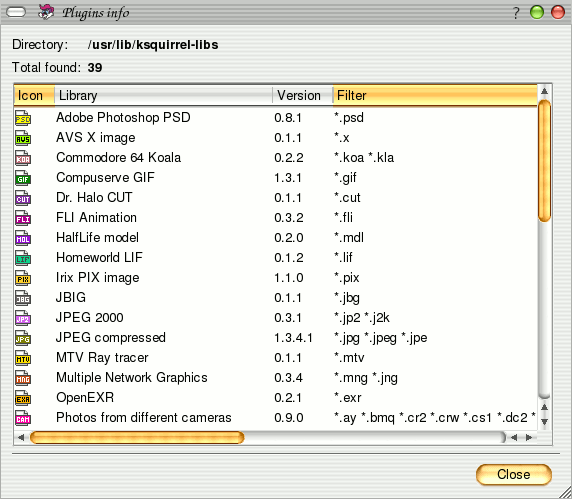 Plugins info ?
Directory: /usr/lib/ksquirrel-libs
Total found: 39
Icon Library Version Filter
PSD Adobe Photoshop PSD 0.8.1 *.psd
AVS AVS X image 0.1.1 *.x
KOA Commodore 64 Koala 0.2.2 *.koa *.kla
GIF Compuserve GIF 1.3.1 *.gif
CUT Dr. Halo CUT 0.1.1 *.cut
FLI FLI Animation 0.3.2 *.fli
MDL HalfLife model 0.2.0 *.mdl
LIF Homeworld LIF 0.1.2 *.lif
PIX Irix PIX image 1.1.0 *.pix
JBG JBIG 0.1.1 *.jbg
JP2 JPEG 2000 0.3.1 *.jp2 *.j2k
JPG JPEG compressed 1.3.4.1 *.jpg *.jpeg *.jpe
MTV MTV Ray tracer 0.1.1 *.mtv
MNG Multiple Network Graphics 0.3.4 *.mng *.jng
EXR OpenEXR 0.2.1 *.exr
CAM Photos from different cameras 0.9.0 *.ay *.bmq *.cr2 *.crw *.cs1 *.dc2 *
Close